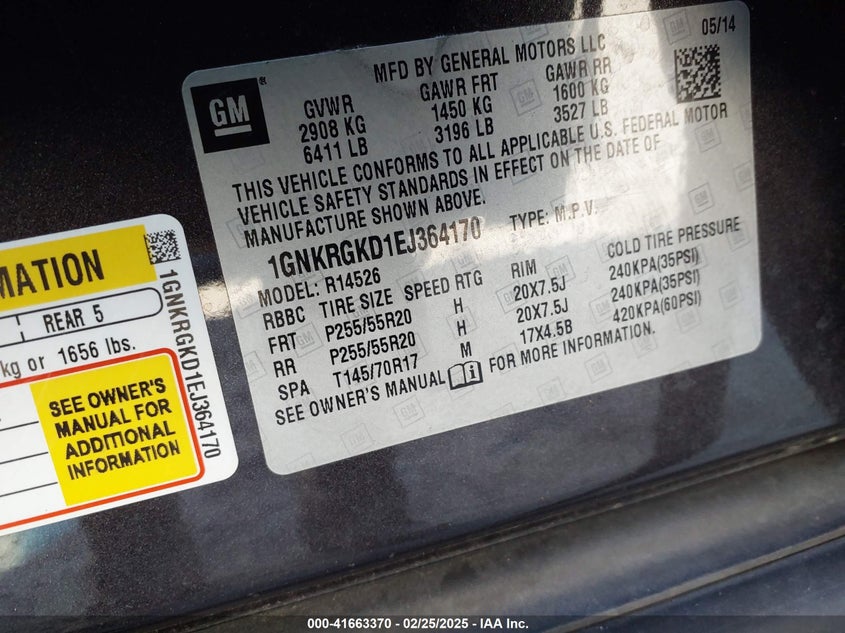 GM
®
MFD BY GENERAL MOTORS LLC
05/14
GVWR GAWR FRT GAWR RR
2908 KG 1450 KG 1600 KG
6411 LB 3196 LB 3527 LB
THIS VEHICLE CONFORMS TO ALL APPLICABLE U.S. FEDERAL MOTOR
VEHICLE SAFETY STANDARDS IN EFFECT ON THE DATE OF
MANUFACTURE SHOWN ABOVE.
1GNKRGKD1EJ364170 TYPE: M.P.V.
MODEL: R14526
RBBC TIRE SIZE SPEED RTG RIM COLD TIRE PRESSURE
FRT P255/55R20 H 20X7.5J 240KPA(35PSI)
RR P255/55R20 H 20X7.5J 240KPA(35PSI)
SPA T145/70R17 M 17X4.5B 420KPA(60PSI)
SEE OWNER'S MANUAL FOR MORE INFORMATION.
MATION
REAR 5
kg or 1656 lbs.
SEE OWNER'S
MANUAL FOR
ADDITIONAL
INFORMATION
1GNKRGKD1EJ364170
000-41663370 - 02/25/2025 - IAA Inc.